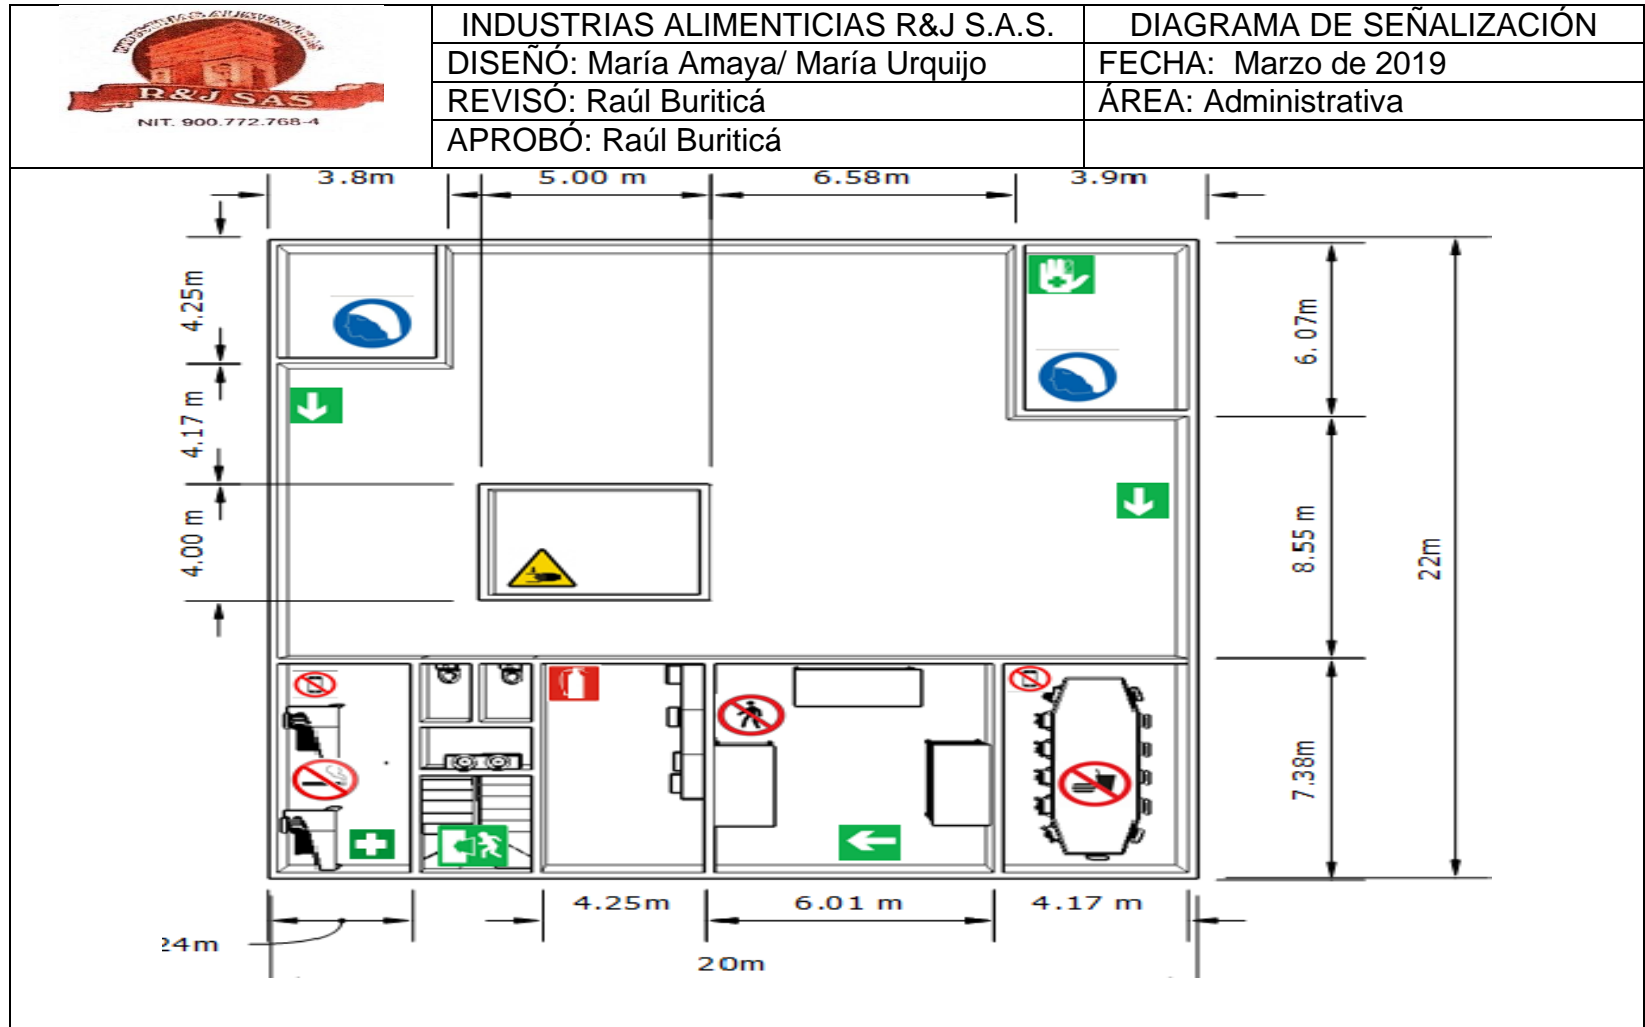 INDUSTRIAS ALIMENTICIAS R&J S.A.S.
DIAGRAMA DE SEÑALIZACIÓN
DISEÑÓ: María Amaya/ María Urquijo
FECHA: Marzo de 2019
REVISÓ: Raúl Buriticá
ÁREA: Administrativa
APROBÓ: Raúl Buriticá
R&J SAS
NIT. 900.772.768-4
3.8m
5.00 m
6.58m
3.9m
4.25m
4.17 m
4.00 m
6.07m
8.55 m
22m
7.38m
4.25m
6.01 m
4.17 m
24m
20m